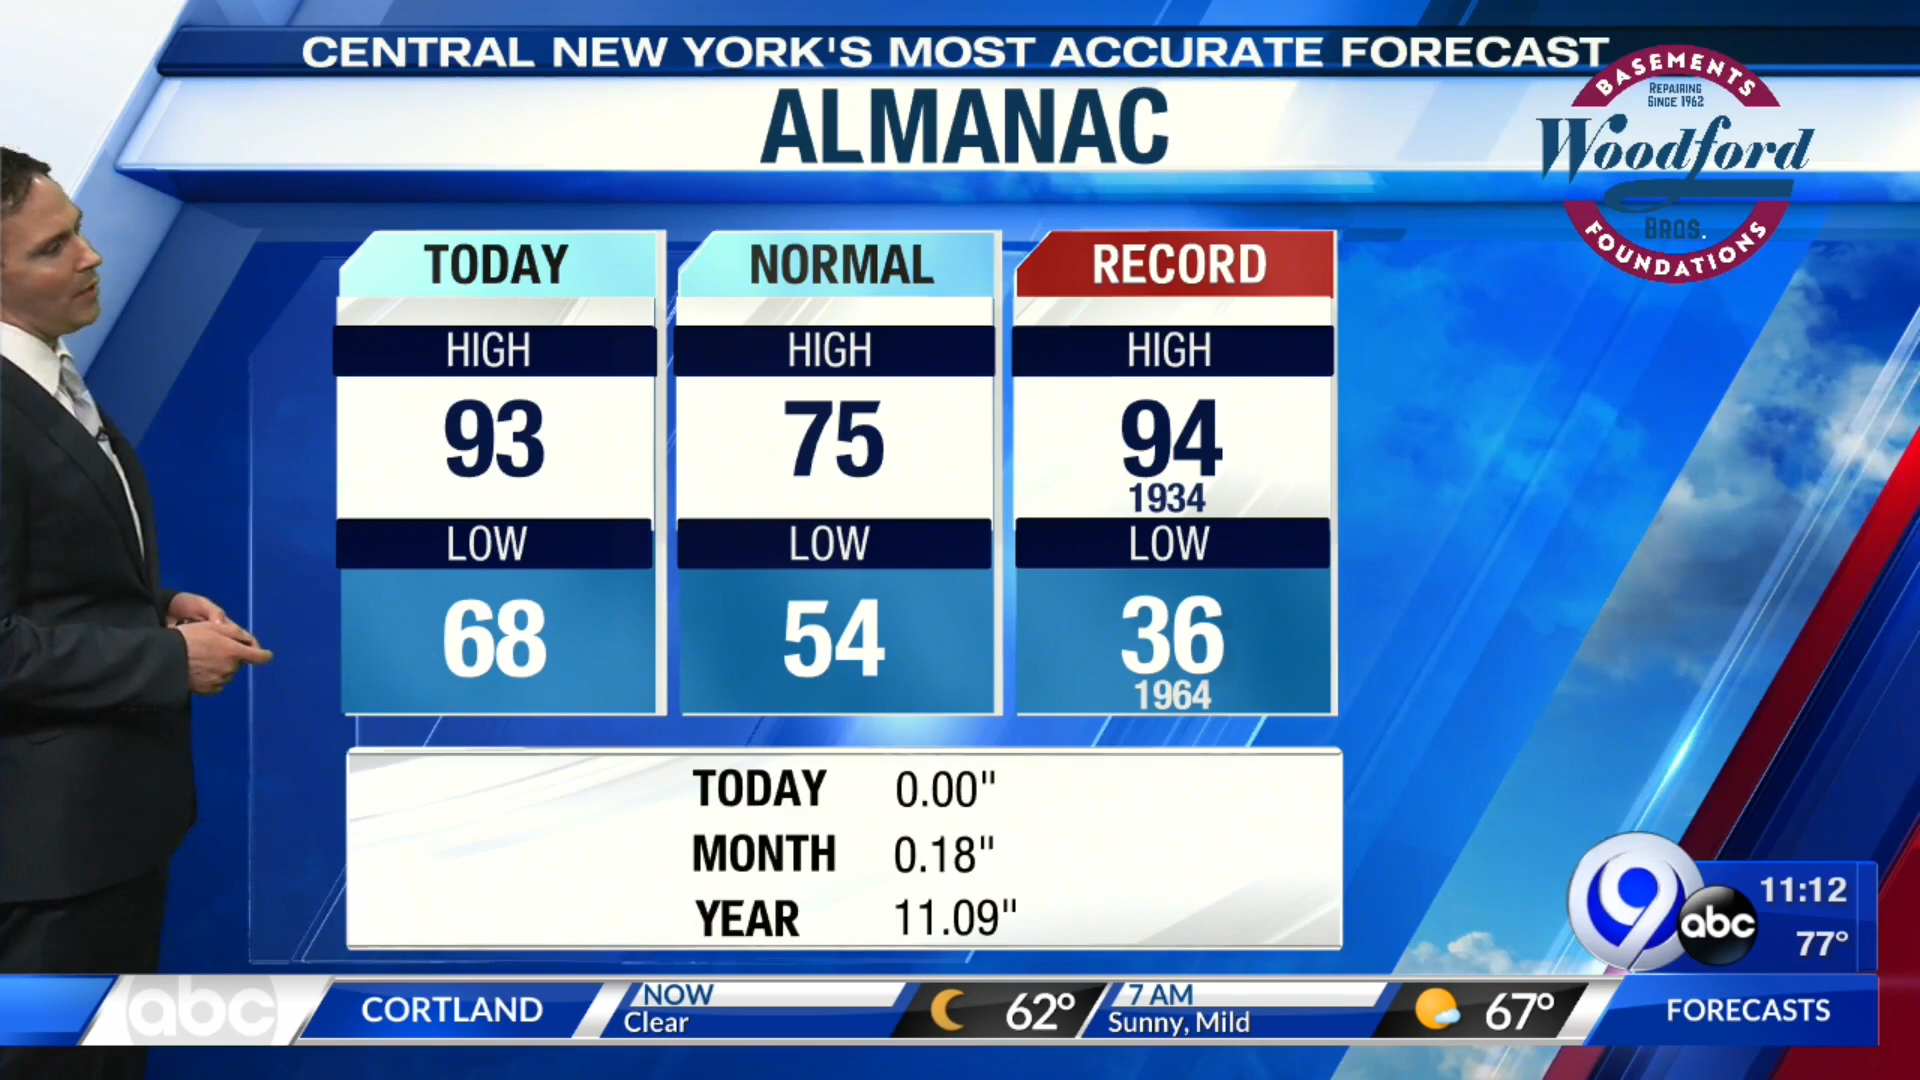 CENTRAL NEW YORK'S MOST ACCURATE FORECAST
ALMANAC
BASEMENTS
REPAIRING
SINCE 1962
Woodford
BROS.
FOUNDATIONS
TODAY
HIGH
93
LOW
68
NORMAL
HIGH
75
LOW
54
RECORD
HIGH
94
1934
LOW
36
1964
TODAY 0.00"
MONTH 0.18"
YEAR 11.09"
9
abc
11:12
77°
abc
CORTLAND
NOW
Clear
62°
7 AM
Sunny, Mild
67°
FORECASTS